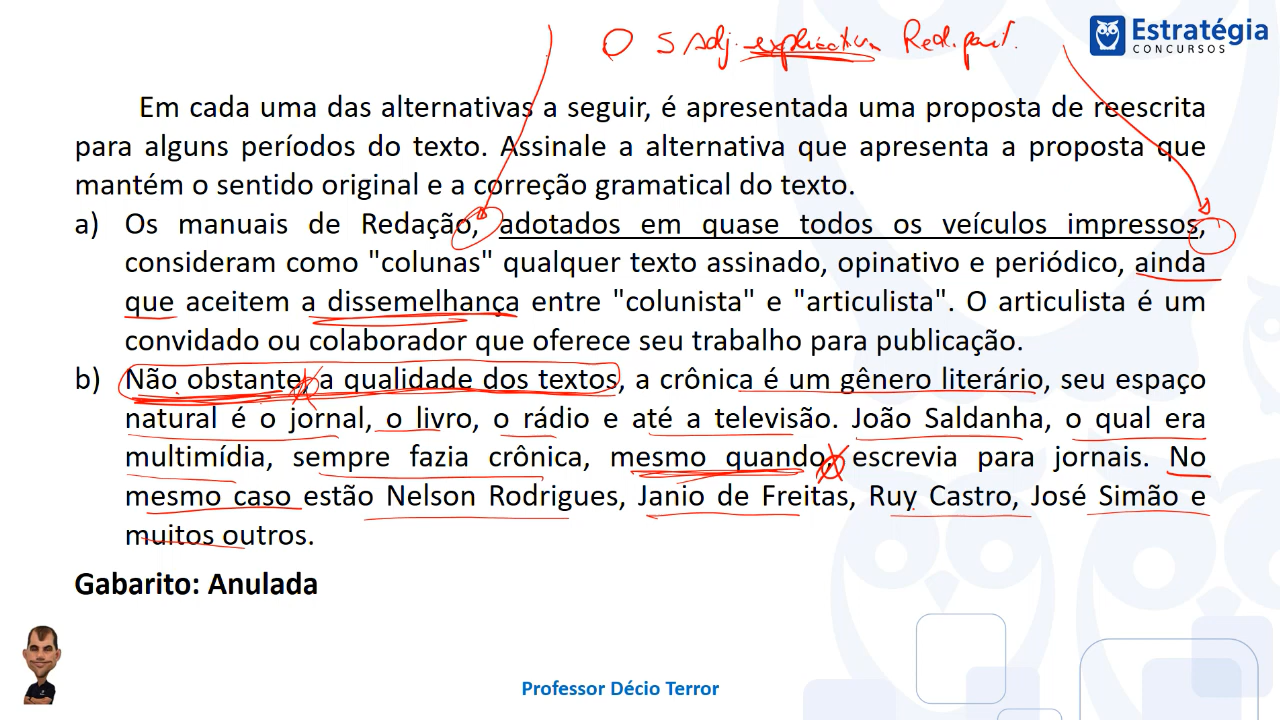 O S Adj. explicativa Red. part.
Estratégia
CONCURSOS
Em cada uma das alternativas a seguir, é apresentada uma proposta de reescrita
para alguns períodos do texto. Assinale a alternativa que apresenta a proposta que
mantém o sentido original e a correção gramatical do texto.
a) Os manuais de Redação, adotados em quase todos os veículos impressos,
consideram como "colunas" qualquer texto assinado, opinativo e periódico, ainda
que aceitem a dissemelhança entre "colunista" e "articulista". O articulista é um
convidado ou colaborador que oferece seu trabalho para publicação.
b) Não obstante, a qualidade dos textos, a crônica é um gênero literário, seu espaço
natural é o jornal, o livro, o rádio e até a televisão. João Saldanha, o qual era
multimídia, sempre fazia crônica, mesmo quando, escrevia para jornais. No
mesmo caso estão Nelson Rodrigues, Janio de Freitas, Ruy Castro, José Simão e
muitos outros.
Gabarito: Anulada
Professor Décio Terror